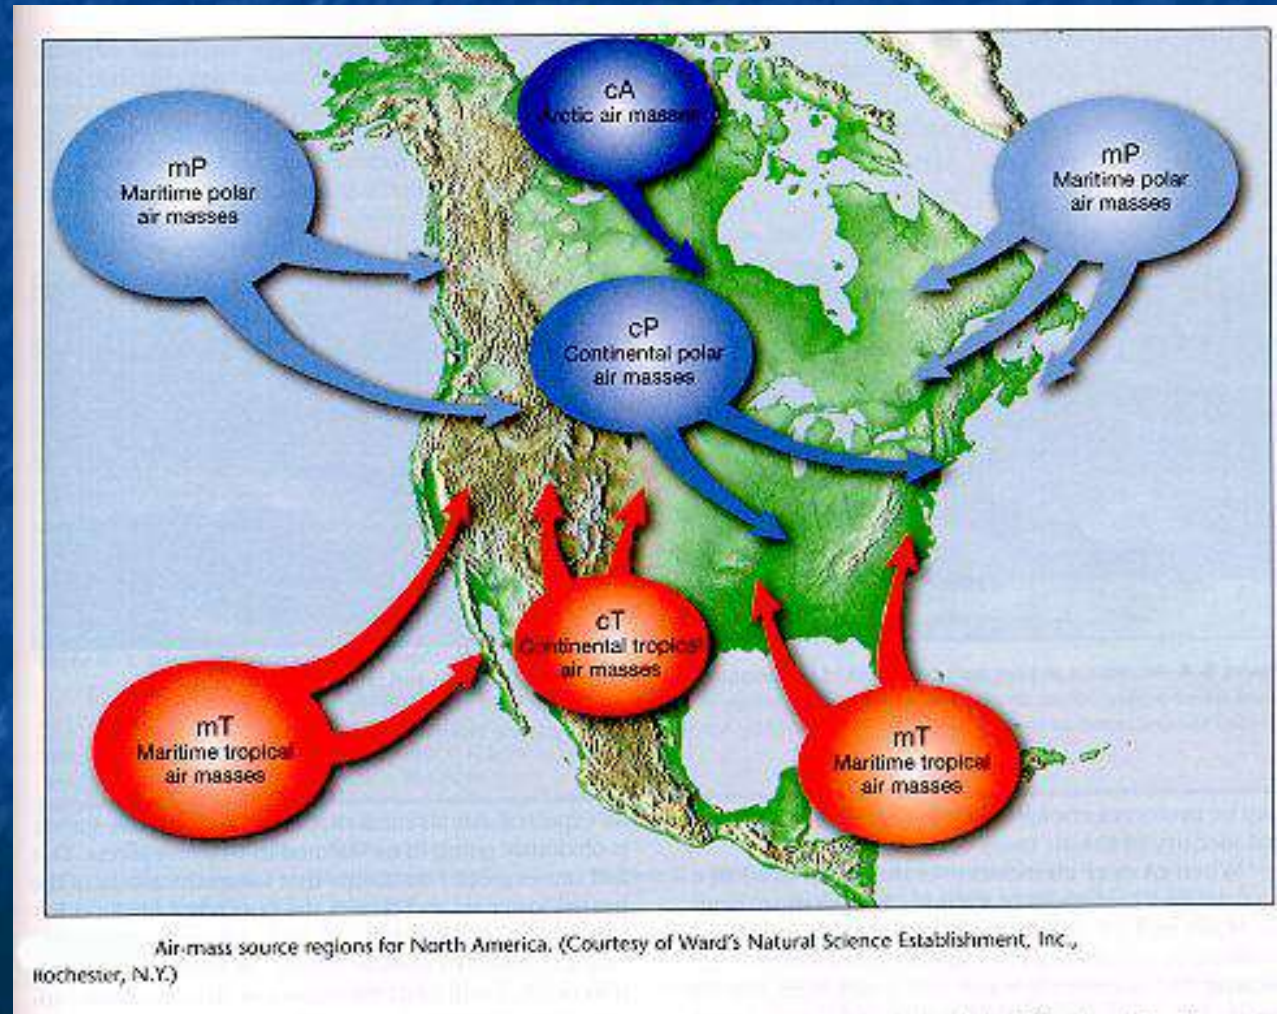 cA
Arctic air masses
mP
Maritime polar
air masses
mP
Maritime polar
air masses
cP
Continental polar
air masses
cT
Continental tropical
air masses
mT
Maritime tropical
air masses
mT
Maritime tropical
air masses
Air-mass source regions for North America. (Courtesy of Ward's Natural Science Establishment, Inc.,
Rochester, N.Y.)